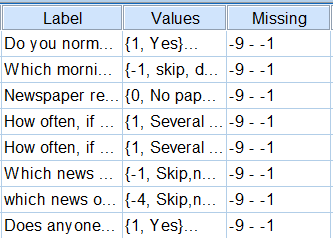 Label Values Missing
Do you norm... {1, Yes}... -9 - -1
Which morni... {-1, skip, d... -9 - -1
Newspaper re... {0, No pap... -9 - -1
How often, if ... {1, Several ... -9 - -1
How often, if ... {1, Several ... -9 - -1
Which news ... {-1, Skip,n... -9 - -1
which news o... {-4, Skip,n... -9 - -1
Does anyone... {1, Yes}... -9 - -1